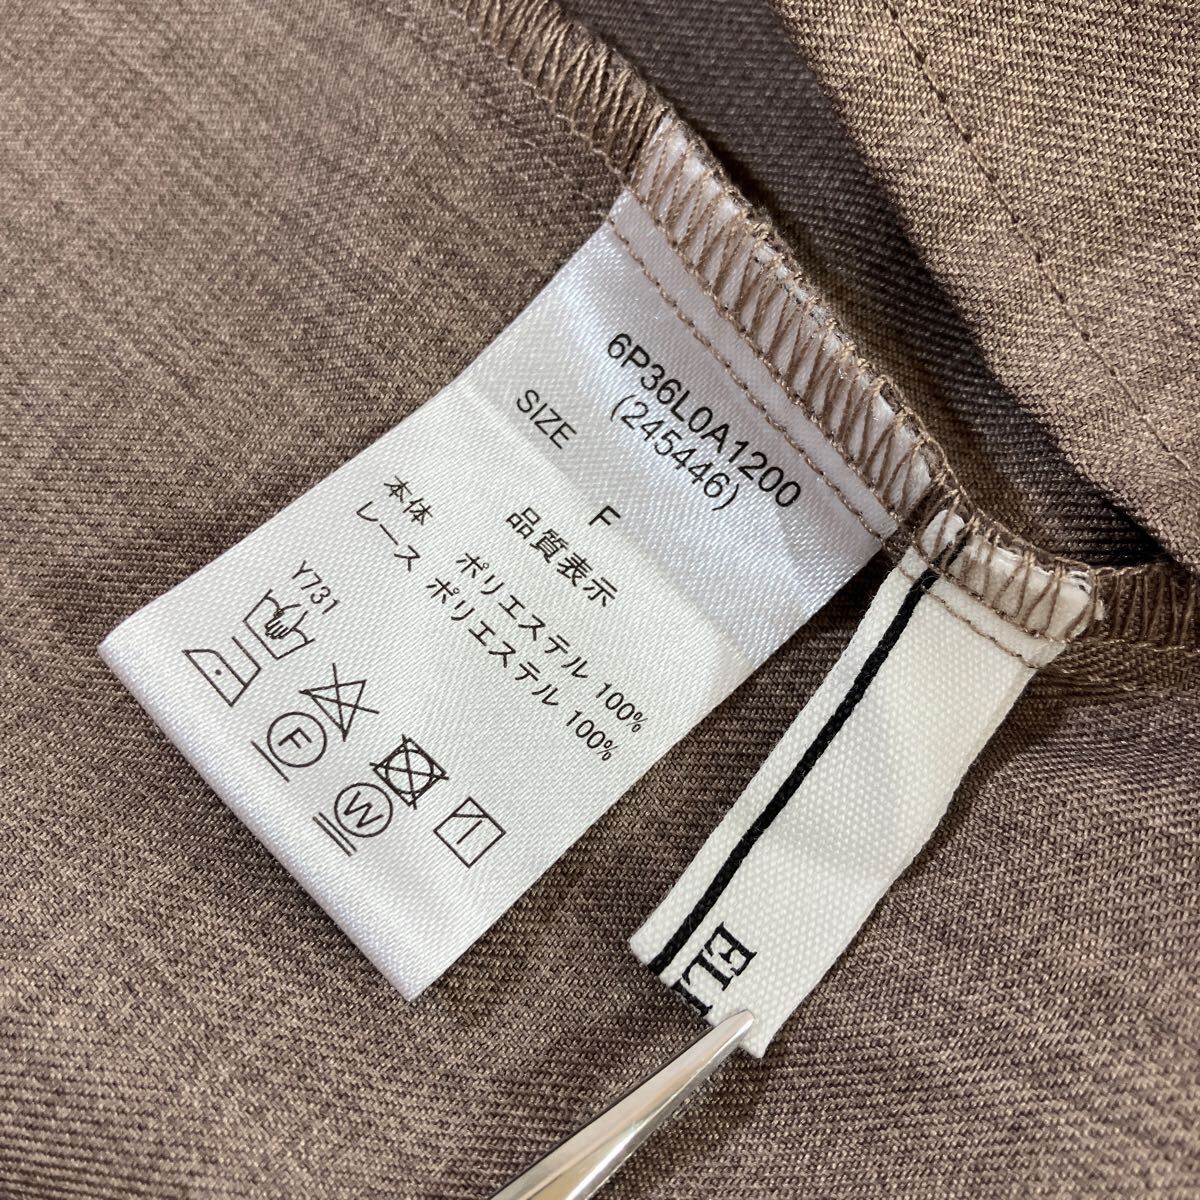 6P36L0A1200
(245446)
SIZE F
品質表示
本体 ポリエステル 100%
レース ポリエステル 100%
Y731
F
W